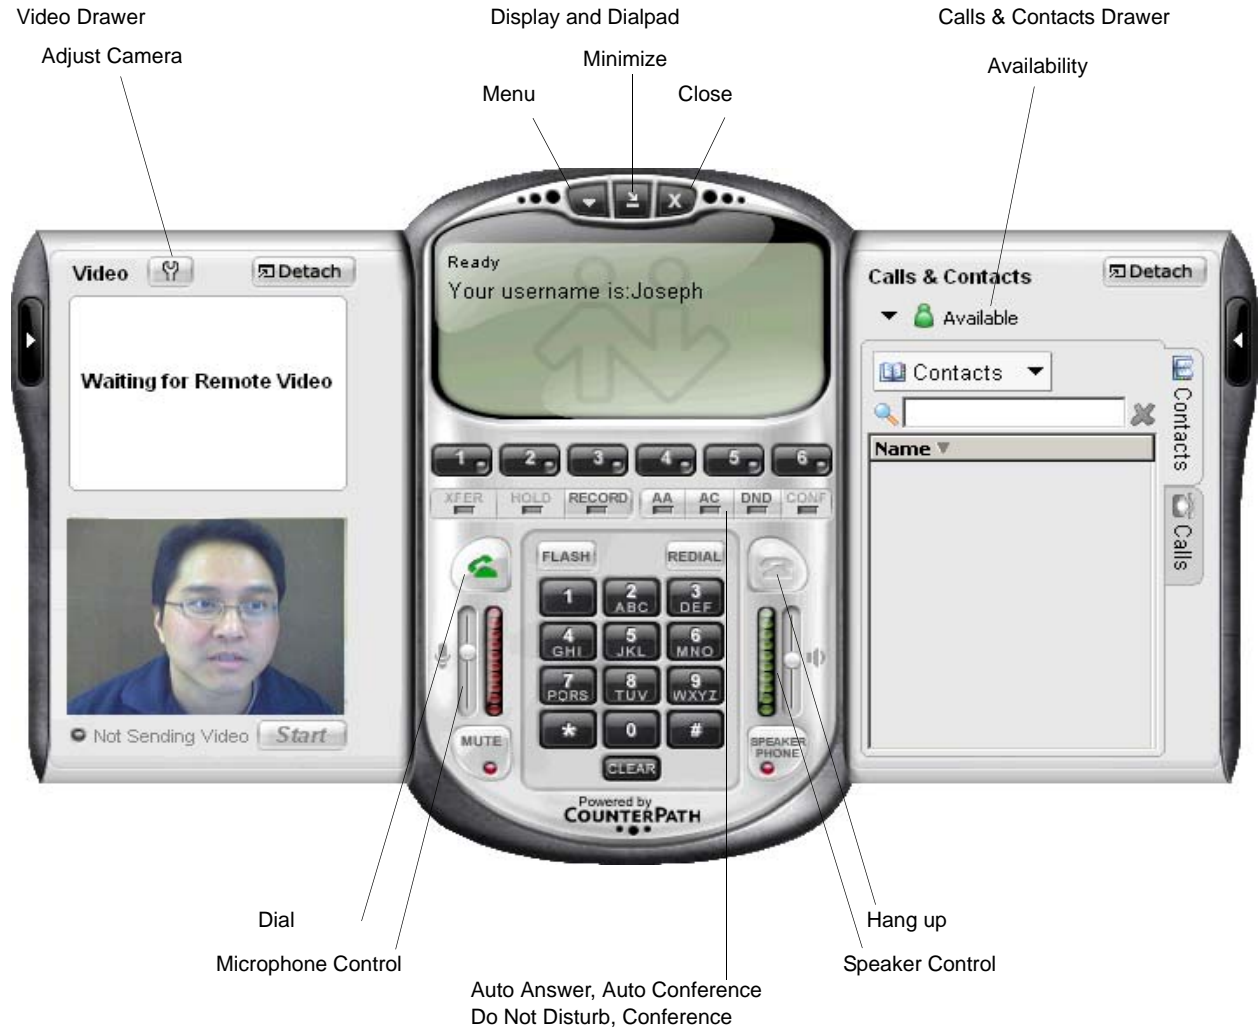 Video Drawer
Display and Dialpad
Calls & Contacts Drawer
Adjust Camera
Minimize
Availability
Menu
Close
X
Video
Detach
Ready
Your username is:Joseph
Calls & Contacts
Detach
Available
Waiting for Remote Video
Contacts
Name
Contacts
Calls
1 2 3 4 5 6
XFER HOLD RECORD AA AC DND CONF
FLASH REDIAL
1 2 ABC 3 DEF
4 GHI 5 JKL 6 MNO
7 PQRS 8 TUV 9 WXYZ
* 0 #
MUTE
SPEAKER
PHONE
CLEAR
Not Sending Video
Start
Powered by
COUNTERPATH
Dial
Hang up
Microphone Control
Speaker Control
Auto Answer, Auto Conference
Do Not Disturb, Conference